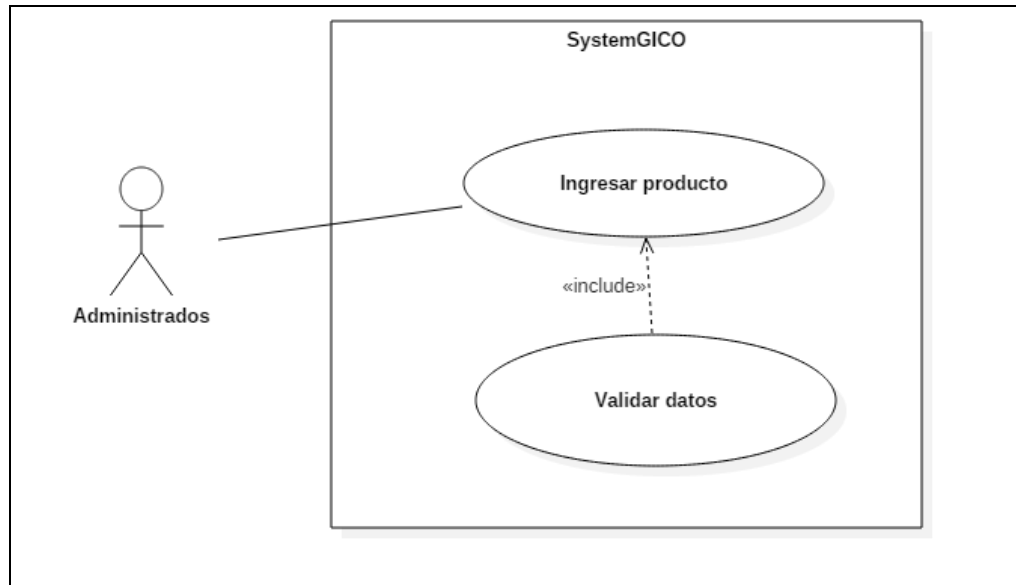 SystemGICO
Ingresar producto
«include»
Administrados
Validar datos